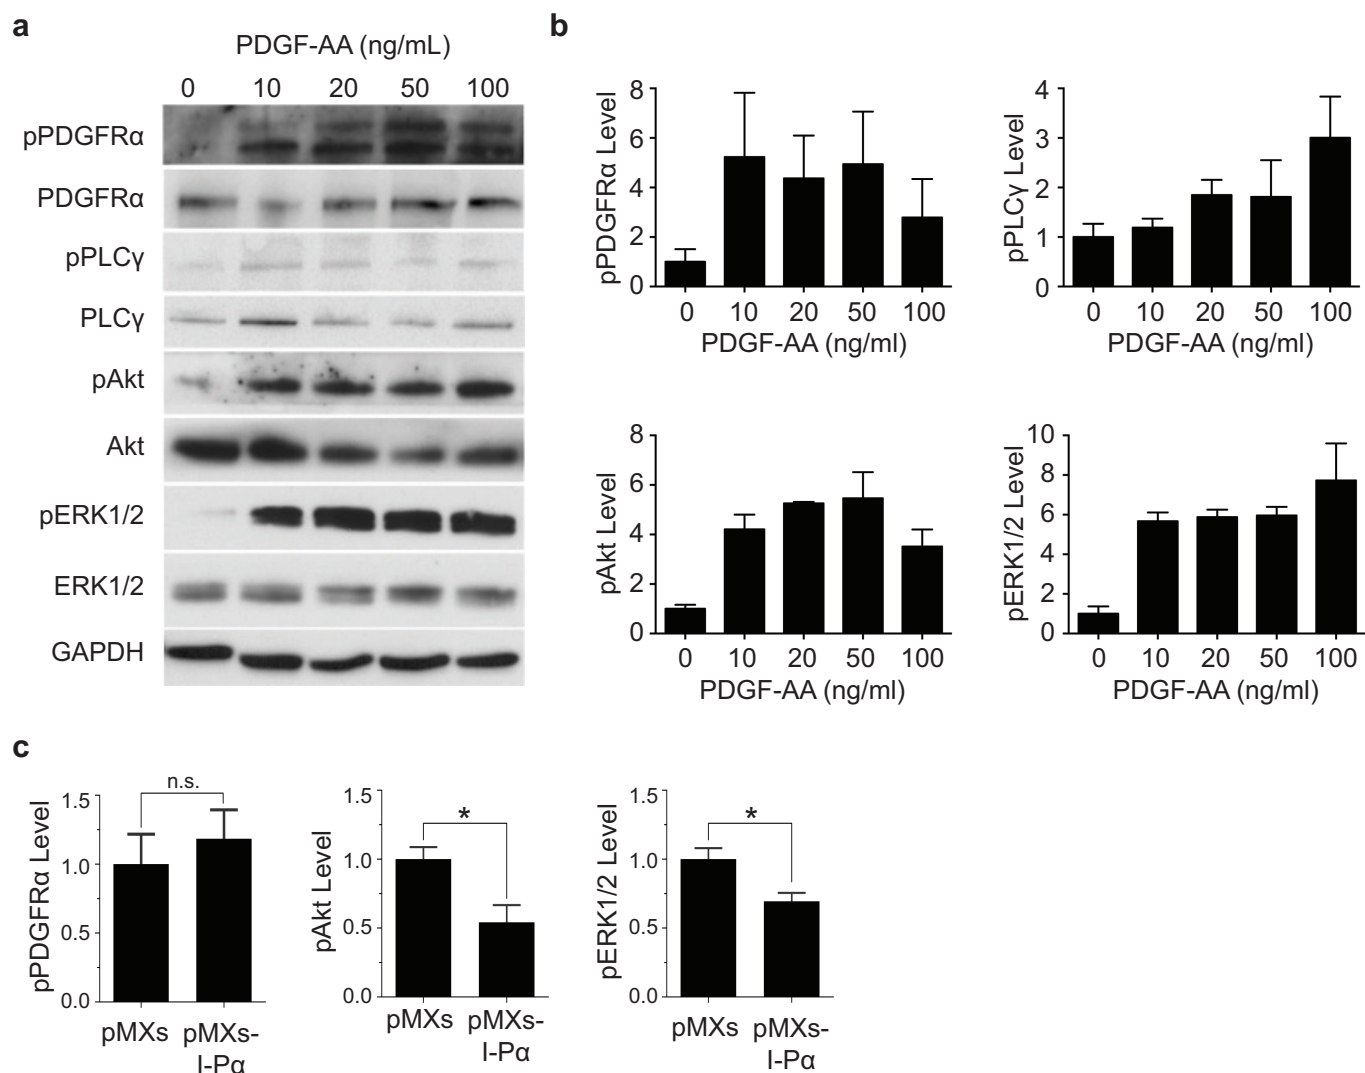 a
PDGF-AA (ng/mL)
0 10 20 50 100
pPDGFRα
PDGFRα
pPLCγ
PLCγ
pAkt
Akt
pERK1/2
ERK1/2
GAPDH
b
pPDGFRα Level
8
6
4
2
0
0 10 20 50 100
PDGF-AA (ng/ml)
pPLCγ Level
4
3
2
1
0
0 10 20 50 100
PDGF-AA (ng/ml)
pAkt Level
8
6
4
2
0
0 10 20 50 100
PDGF-AA (ng/ml)
pERK1/2 Level
10
8
6
4
2
0
0 10 20 50 100
PDGF-AA (ng/ml)
c
pPDGFRα Level
1.5
1.0
0.5
0.0
n.s.
pMXs pMXs-
I-Pα
pAkt Level
1.5
1.0
0.5
0.0
*
pMXs pMXs-
I-Pα
pERK1/2 Level
1.5
1.0
0.5
0.0
*
pMXs pMXs-
I-Pα